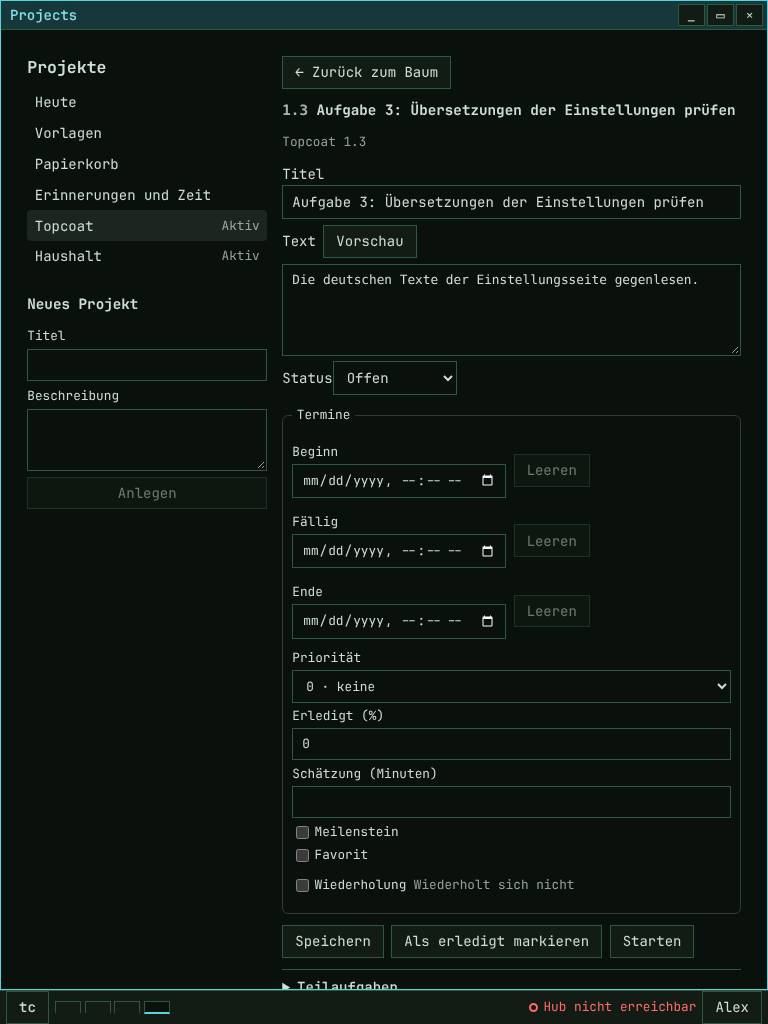 Projects
Projekte
Heute
Vorlagen
Papierkorb
Erinnerungen und Zeit
Topcoat Aktiv
Haushalt Aktiv
Neues Projekt
Titel
Beschreibung
Anlegen
← Zurück zum Baum
1.3 Aufgabe 3: Übersetzungen der Einstellungen prüfen
Topcoat 1.3
Titel
Aufgabe 3: Übersetzungen der Einstellungen prüfen
Text Vorschau
Die deutschen Texte der Einstellungsseite gegenlesen.
Status Offen
Termine
Beginn
mm/dd/yyyy, --:-- -- Leeren
Fällig
mm/dd/yyyy, --:-- -- Leeren
Ende
mm/dd/yyyy, --:-- -- Leeren
Priorität
0 · keine
Erledigt (%)
0
Schätzung (Minuten)
Meilenstein
Favorit
Wiederholung Wiederholt sich nicht
Speichern Als erledigt markieren Starten
▶ Teilaufgaben
tc Hub nicht erreichbar Alex